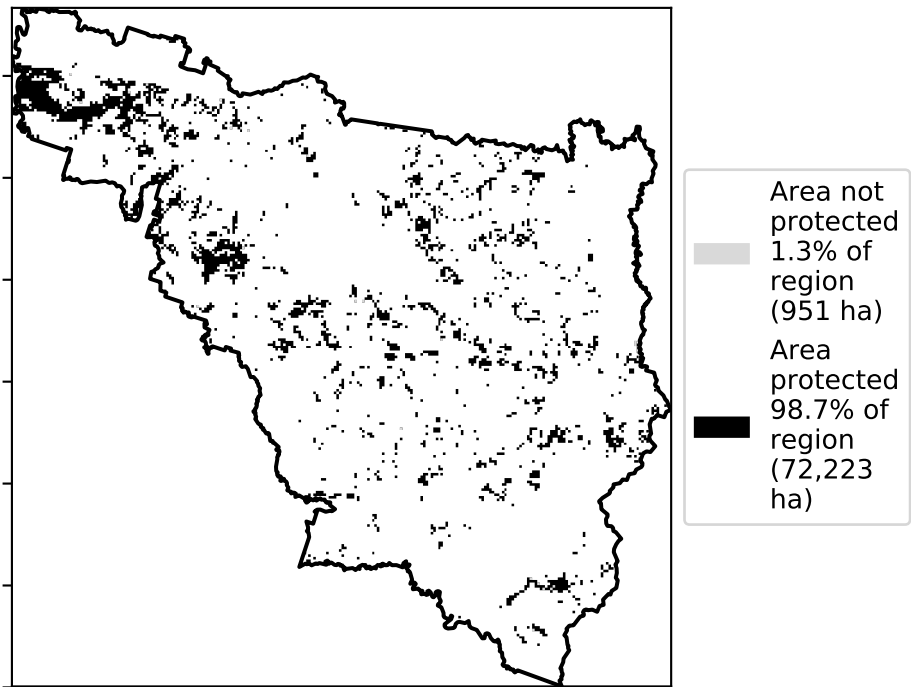 Area not
protected
1.3% of
region
(951 ha)
Area
protected
98.7% of
region
(72,223
ha)